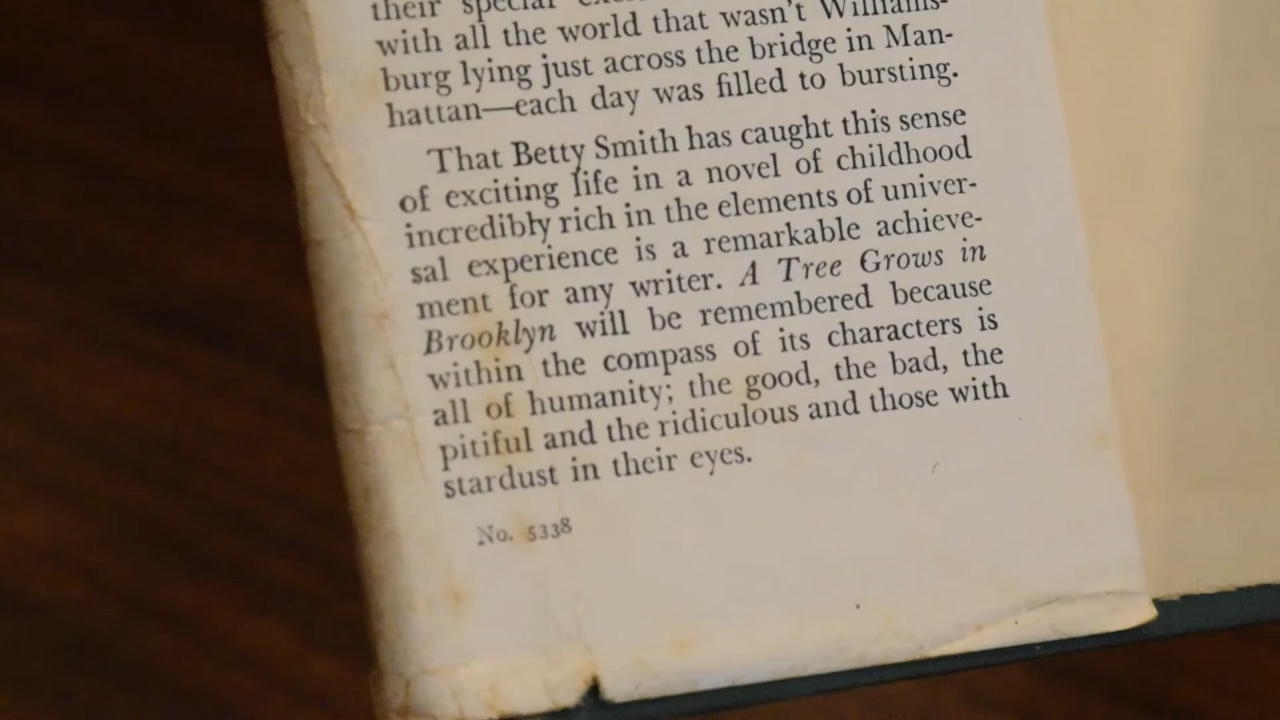 their special
with all the world that wasn't Williams-
burg lying just across the bridge in Man-
hattan—each day was filled to bursting.
That Betty Smith has caught this sense
of exciting life in a novel of childhood
incredibly rich in the elements of univer-
sal experience is a remarkable achieve-
ment for any writer. A Tree Grows in
Brooklyn will be remembered because
within the compass of its characters is
all of humanity; the good, the bad, the
pitiful and the ridiculous and those with
stardust in their eyes.
No. 5338